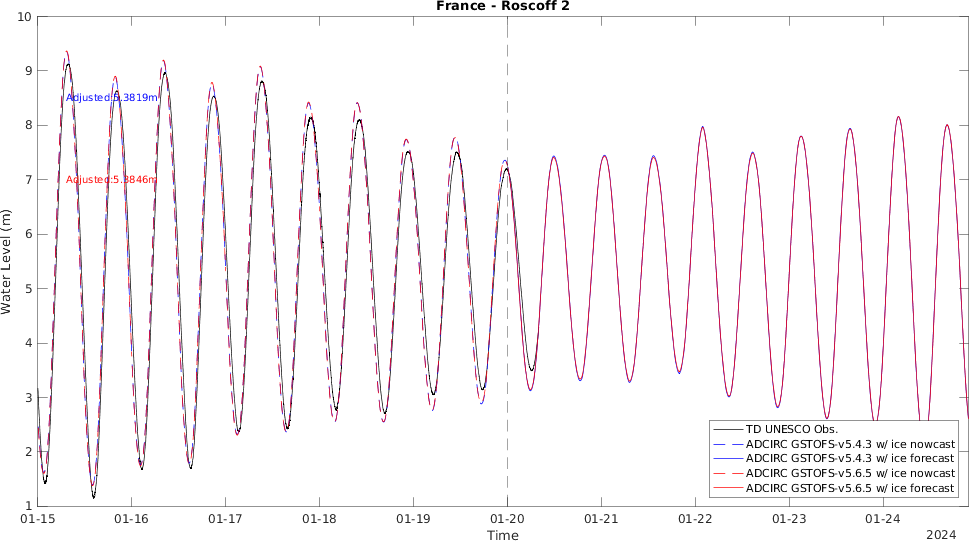 France - Roscoff 2
Water Level (m)
10
9
8
7
6
5
4
3
2
1
Adjusted:5.3819m
Adjusted:5.3846m
TD UNESCO Obs.
ADCIRC GSTOFS-v5.4.3 w/ ice nowcast
ADCIRC GSTOFS-v5.4.3 w/ ice forecast
ADCIRC GSTOFS-v5.6.5 w/ ice nowcast
ADCIRC GSTOFS-v5.6.5 w/ ice forecast
01-15 01-16 01-17 01-18 01-19 01-20 01-21 01-22 01-23 01-24
Time
2024